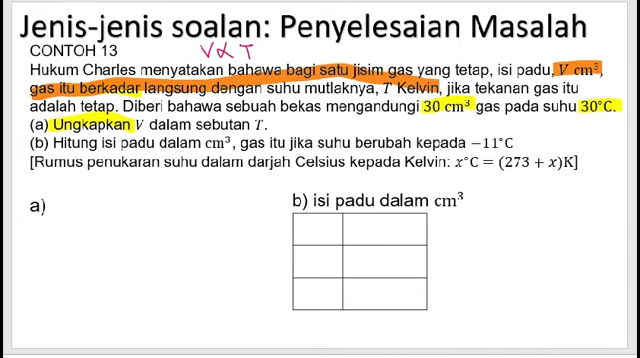 Jenis-jenis soalan: Penyelesaian Masalah
CONTOH 13
V∝T
Hukum Charles menyatakan bahawa bagi satu jisim gas yang tetap, isi padu, V cm³,
gas itu berkadar langsung dengan suhu mutlaknya, T Kelvin, jika tekanan gas itu
adalah tetap. Diberi bahawa sebuah bekas mengandungi 30 cm³ gas pada suhu 30°C.
(a) Ungkapkan V dalam sebutan T.
(b) Hitung isi padu dalam cm³, gas itu jika suhu berubah kepada −11°C
[Rumus penukaran suhu dalam darjah Celsius kepada Kelvin: x°C = (273 + x)K]
a)
b) isi padu dalam cm³